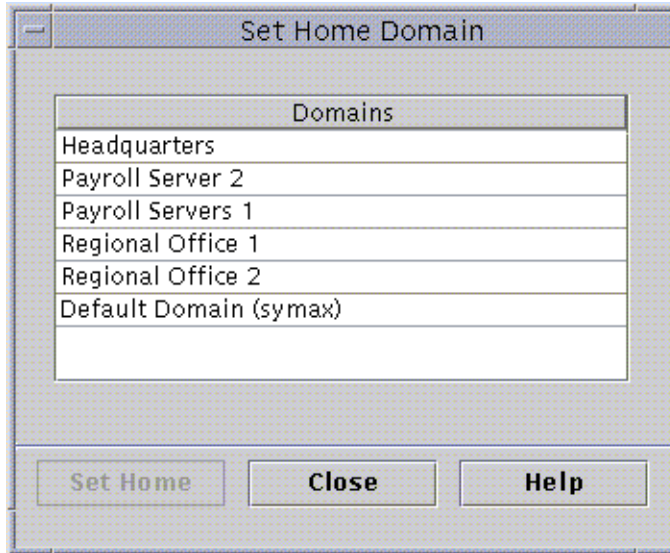 Set Home Domain
Domains
Headquarters
Payroll Server 2
Payroll Servers 1
Regional Office 1
Regional Office 2
Default Domain (symax)
Set Home Close Help